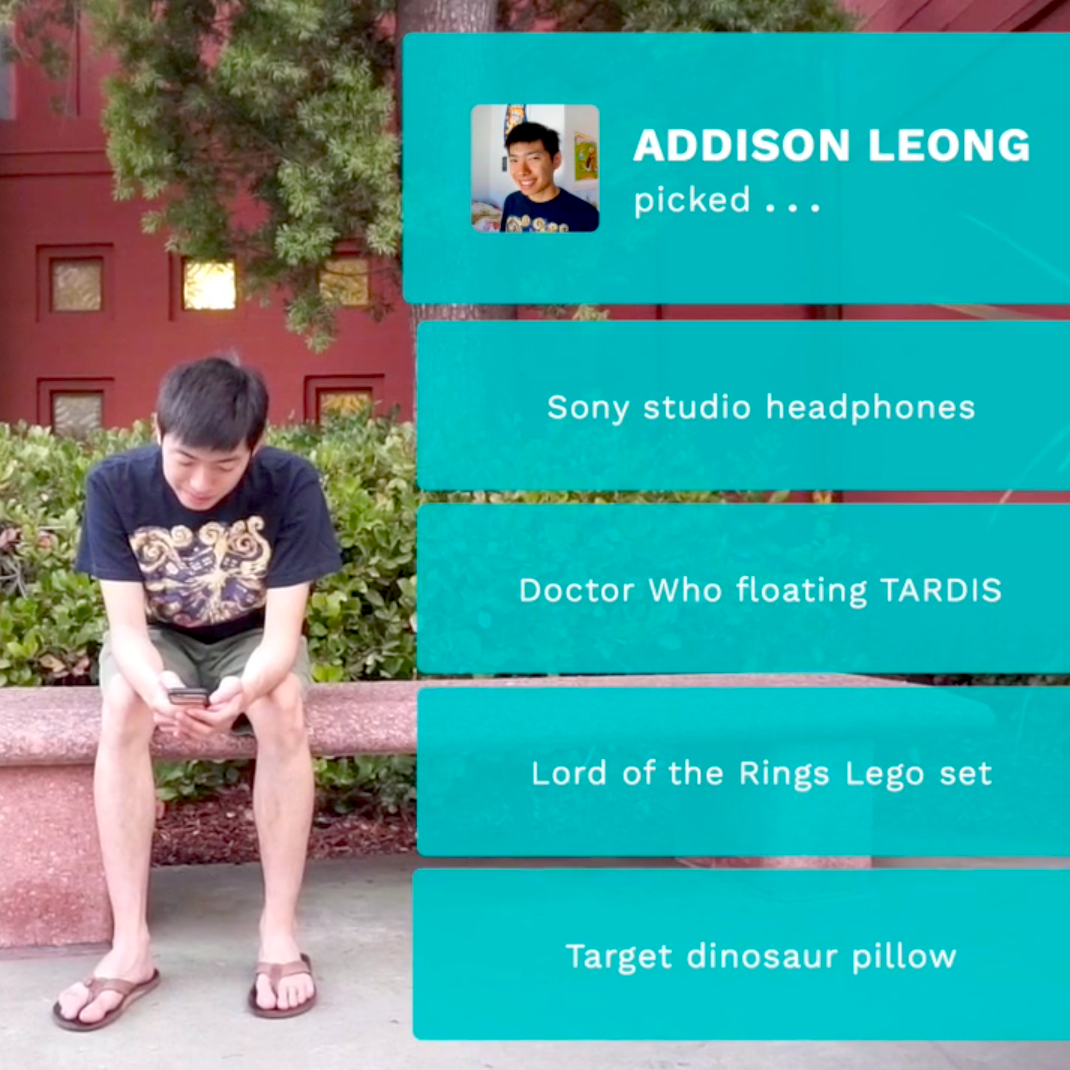 ADDISON LEONG
picked . . .
Sony studio headphones
Doctor Who floating TARDIS
Lord of the Rings Lego set
Target dinosaur pillow